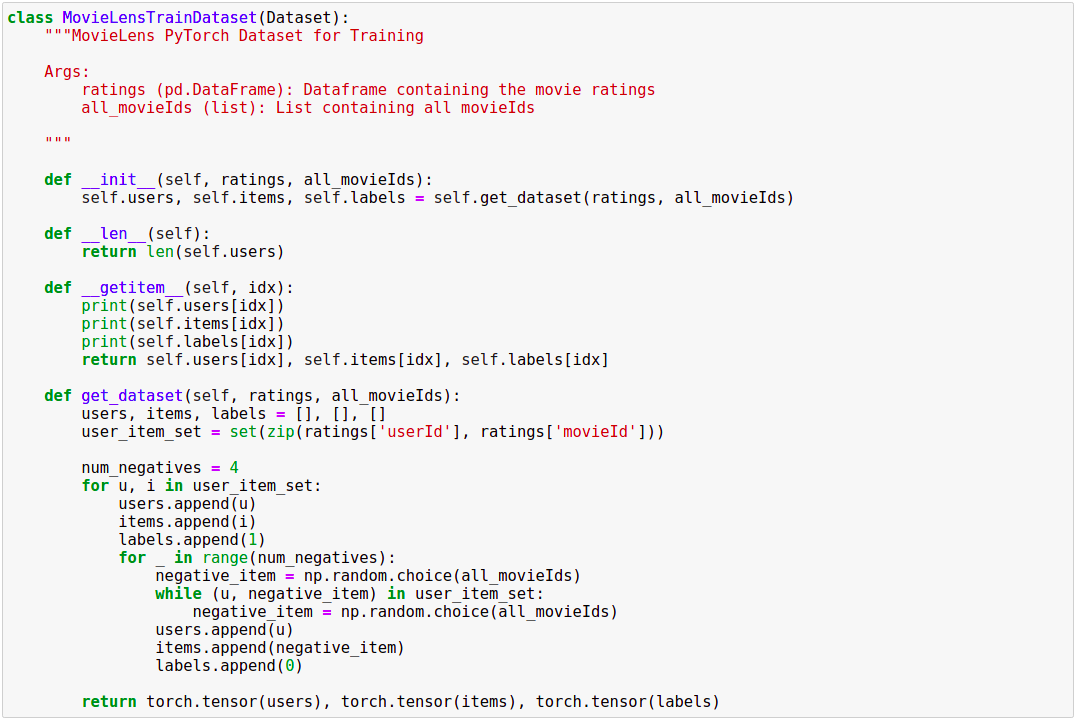 class MovieLensTrainDataset(Dataset):
    """MovieLens PyTorch Dataset for Training

    Args:
        ratings (pd.DataFrame): Dataframe containing the movie ratings
        all_movieIds (list): List containing all movieIds

    """

    def __init__(self, ratings, all_movieIds):
        self.users, self.items, self.labels = self.get_dataset(ratings, all_movieIds)

    def __len__(self):
        return len(self.users)

    def __getitem__(self, idx):
        print(self.users[idx])
        print(self.items[idx])
        print(self.labels[idx])
        return self.users[idx], self.items[idx], self.labels[idx]

    def get_dataset(self, ratings, all_movieIds):
        users, items, labels = [], [], []
        user_item_set = set(zip(ratings['userId'], ratings['movieId']))

        num_negatives = 4
        for u, i in user_item_set:
            users.append(u)
            items.append(i)
            labels.append(1)
            for _ in range(num_negatives):
                negative_item = np.random.choice(all_movieIds)
                while (u, negative_item) in user_item_set:
                    negative_item = np.random.choice(all_movieIds)
                users.append(u)
                items.append(negative_item)
                labels.append(0)

        return torch.tensor(users), torch.tensor(items), torch.tensor(labels)